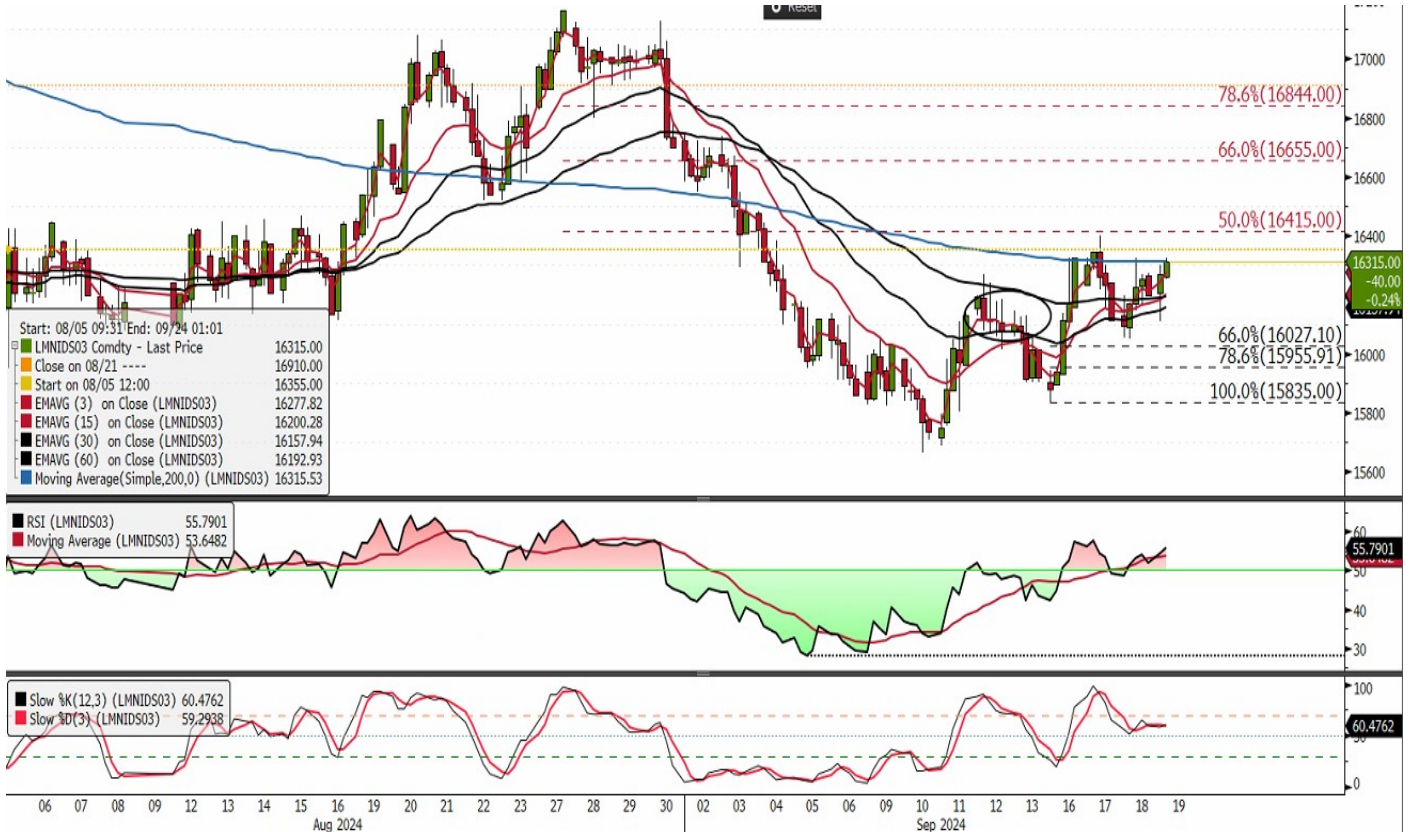 Reset
17000
78.6%(16844.00)
16800
66.0%(16655.00)
16600
50.0%(16415.00)
16400
16315.00
-40.00
-0.24%
66.0%(16027.10)
16000
78.6%(15955.91)
100.0%(15835.00)
15800
15600
Start: 08/05 09:31 End: 09/24 01:01
LMNIDS03 Comdty - Last Price 16315.00
Close on 08/21 ---- 16910.00
Start on 08/05 12:00 16355.00
EMAVG (3) on Close (LMNIDS03) 16277.82
EMAVG (15) on Close (LMNIDS03) 16200.28
EMAVG (30) on Close (LMNIDS03) 16157.94
EMAVG (60) on Close (LMNIDS03) 16192.93
Moving Average(Simple,200,0) (LMNIDS03) 16315.53
RSI (LMNIDS03) 55.7901
Moving Average (LMNIDS03) 53.6482
60
55.7901
50
40
30
Slow %K(12,3) (LMNIDS03) 60.4762
Slow %D(3) (LMNIDS03) 59.2938
100
60.4762
0
06 07 08 09 12 13 14 15 16 19 20 21 22 23 26 27 28 29 30 02 03 04 05 06 09 10 11 12 13 16 17 18 19
Aug 2024 Sep 2024